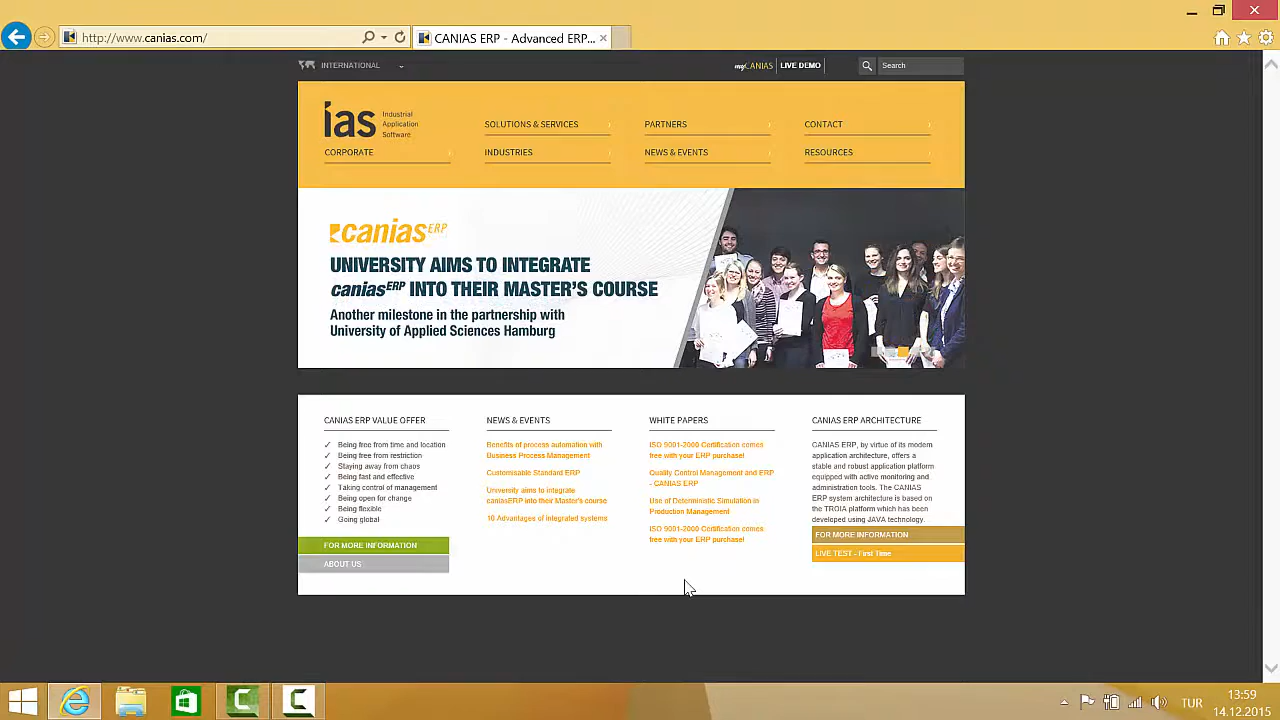 http://www.canias.com/
CANIAS ERP - Advanced ERP...
INTERNATIONAL
myCANIAS
LIVE DEMO
Search
ias
Industrial
Application
Software
SOLUTIONS & SERVICES
PARTNERS
CONTACT
CORPORATE
INDUSTRIES
NEWS & EVENTS
RESOURCES
canias ERP
UNIVERSITY AIMS TO INTEGRATE
canias ERP INTO THEIR MASTER'S COURSE
Another milestone in the partnership with
University of Applied Sciences Hamburg
CANIAS ERP VALUE OFFER
✓ Being free from time and location
✓ Being free from restriction
✓ Staying away from chaos
✓ Being fast and effective
✓ Taking control of management
✓ Being open for change
✓ Being flexible
✓ Going global
FOR MORE INFORMATION
ABOUT US
NEWS & EVENTS
Benefits of process automation with
Business Process Management
Customisable Standard ERP
University aims to integrate
caniasERP into their Master's course
10 Advantages of integrated systems
WHITE PAPERS
ISO 9001-2000 Certification comes
free with your ERP purchase!
Quality Control Management and ERP
- CANIAS ERP
Use of Deterministic Simulation in
Production Management
ISO 9001-2000 Certification comes
free with your ERP purchase!
CANIAS ERP ARCHITECTURE
CANIAS ERP, by virtue of its modern
application architecture, offers a
stable and robust application platform
equipped with active monitoring and
administration tools. The CANIAS
ERP system architecture is based on
the TROIA platform which has been
developed using JAVA technology.
FOR MORE INFORMATION
LIVE TEST - First Time
TUR
13:59
14.12.2015